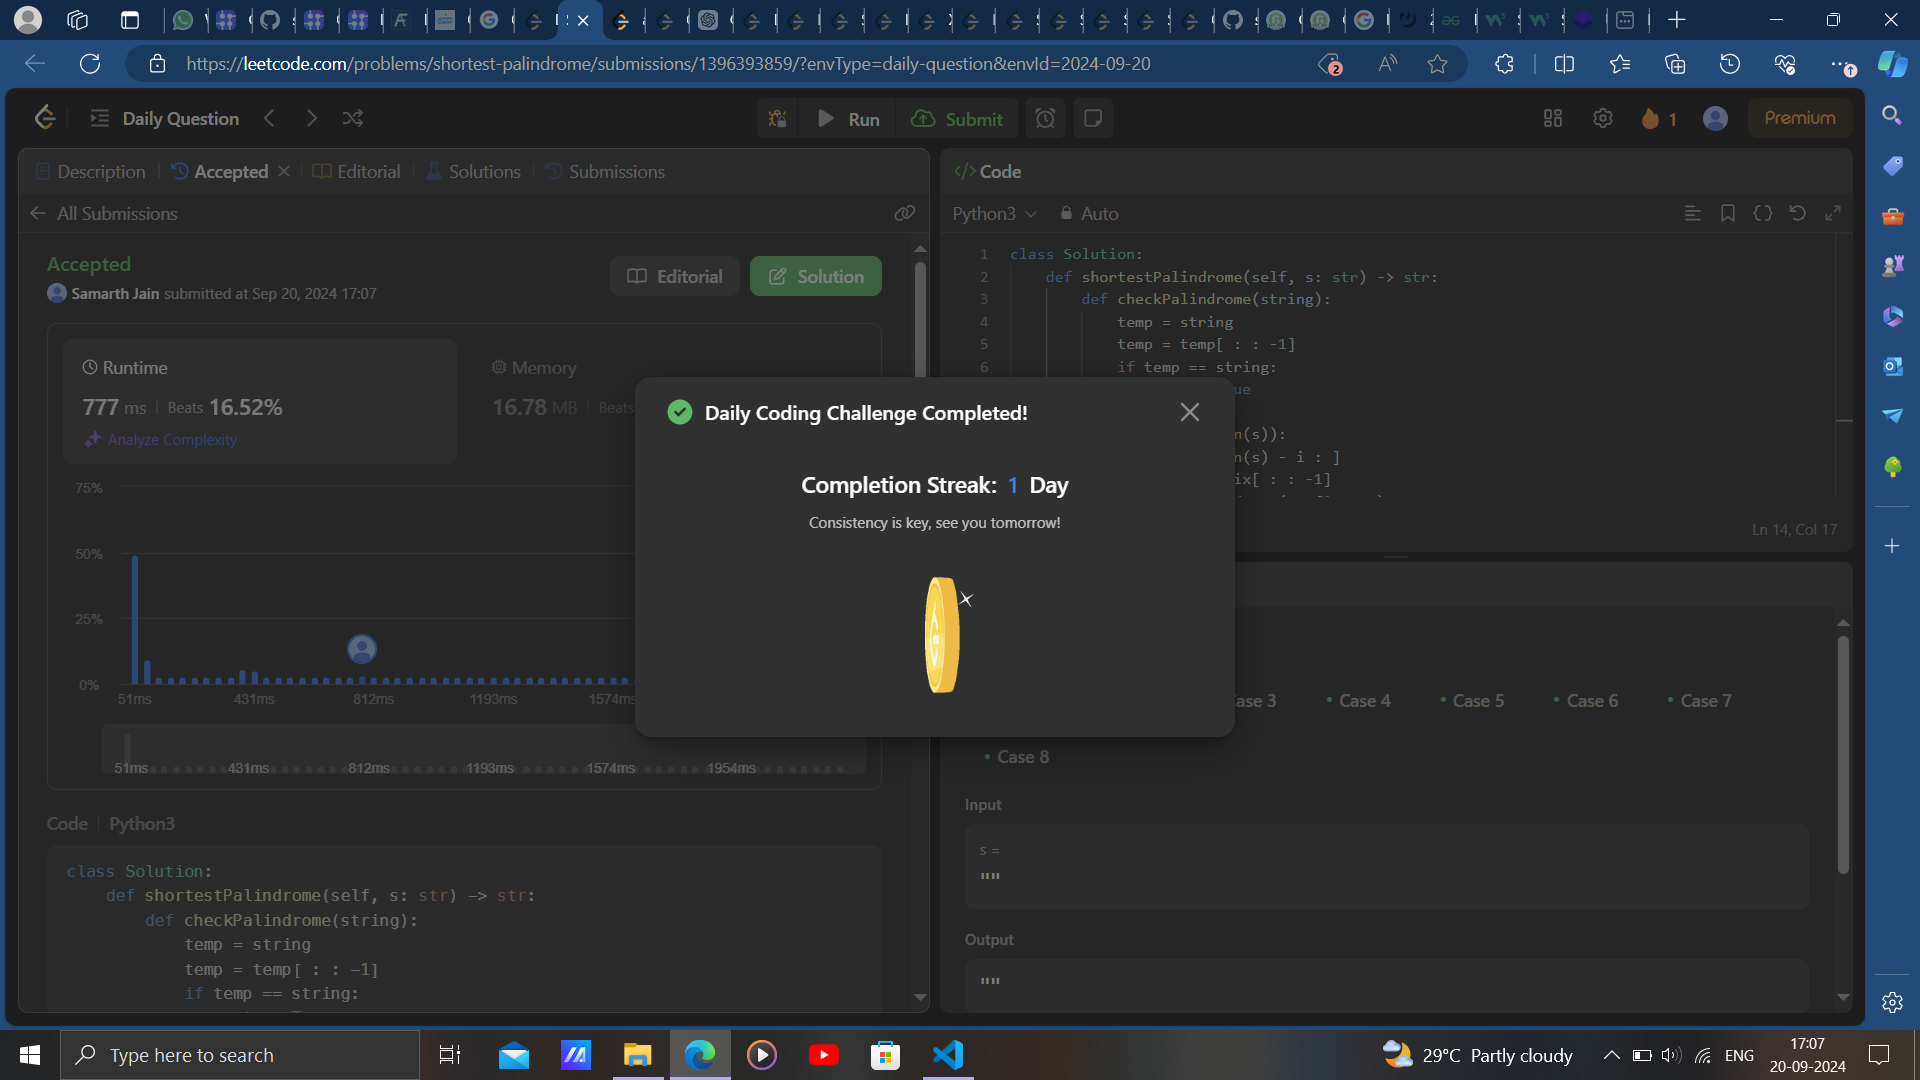 https://leetcode.com/problems/shortest-palindrome/submissions/1396393859/?envType=daily-question&envId=2024-09-20
2
Daily Question
Run
Submit
1
Premium
Description
Accepted
Editorial
Solutions
Submissions
Code
All Submissions
Python3
Auto
Accepted
Samarth Jain submitted at Sep 20, 2024 17:07
Editorial
Solution
Runtime
777 ms
Beats 16.52%
Analyze Complexity
Memory
16.78 MB
Beats
75%
50%
25%
0%
51ms
431ms
812ms
1193ms
1574ms
51ms
431ms
812ms
1193ms
1574ms
1954ms
Code
Python3
class Solution:
def shortestPalindrome(self, s: str) -> str:
def checkPalindrome(string):
temp = string
temp = temp[ : : -1]
if temp == string:
1 class Solution:
2 def shortestPalindrome(self, s: str) -> str:
3 def checkPalindrome(string):
4 temp = string
5 temp = temp[ : : -1]
6 if temp == string:
ue
n(s)):
n(s) - i : ]
ix[ : : -1]
Ln 14, Col 17
Daily Coding Challenge Completed!
Completion Streak: 1 Day
Consistency is key, see you tomorrow!
ase 3
Case 4
Case 5
Case 6
Case 7
Case 8
Input
s =
""
Output
""
Type here to search
29°C Partly cloudy
ENG
17:07
20-09-2024